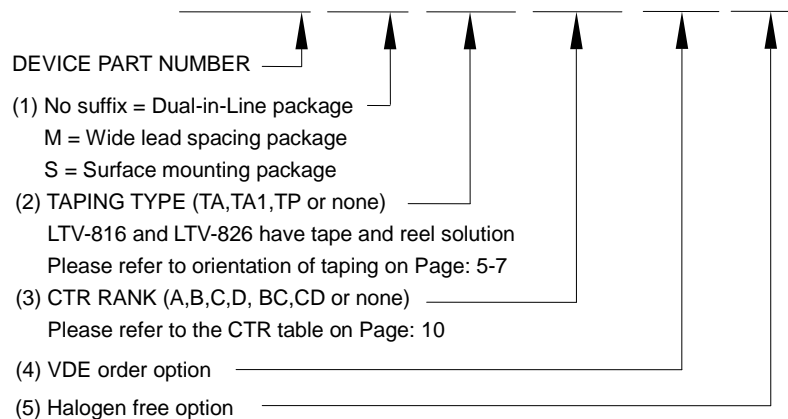 DEVICE PART NUMBER
(1) No suffix = Dual-in-Line package
M = Wide lead spacing package
S = Surface mounting package
(2) TAPING TYPE (TA,TA1,TP or none)
LTV-816 and LTV-826 have tape and reel solution
Please refer to orientation of taping on Page: 5-7
(3) CTR RANK (A,B,C,D, BC,CD or none)
Please refer to the CTR table on Page: 10
(4) VDE order option
(5) Halogen free option